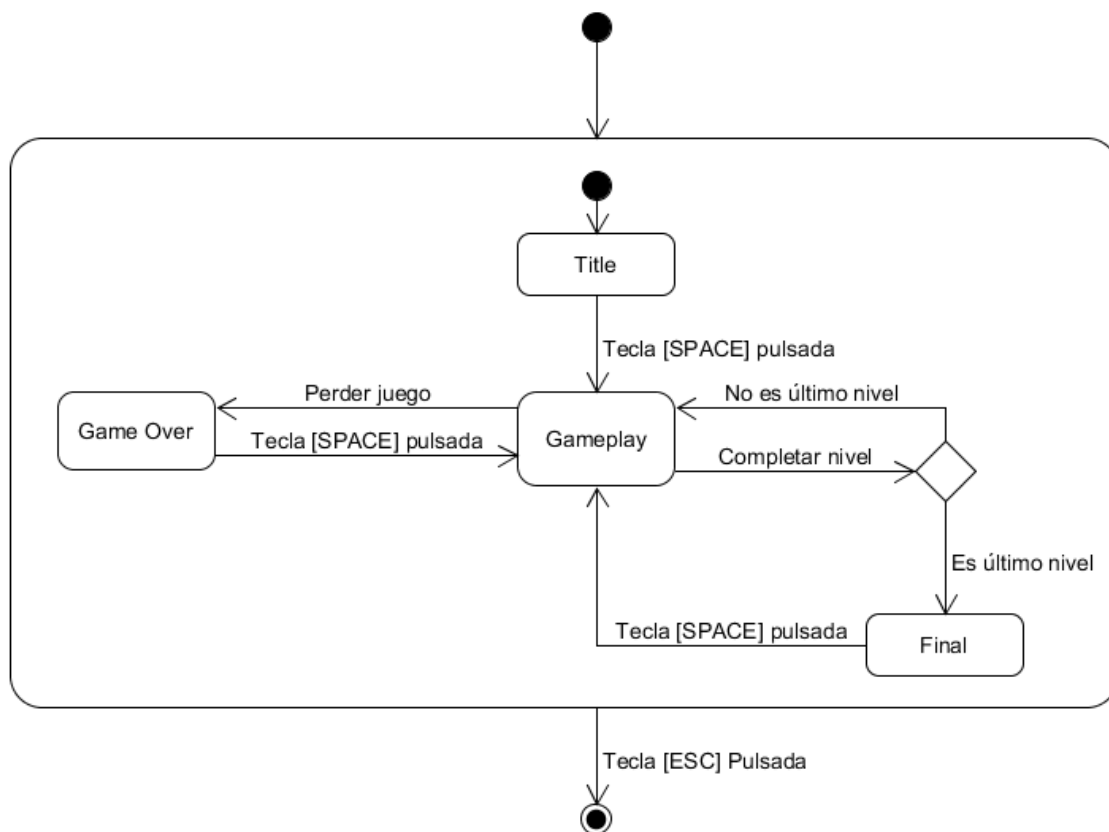 Title
Tecla [SPACE] pulsada
Perder juego
No es último nivel
Game Over
Tecla [SPACE] pulsada
Gameplay
Completar nivel
Es último nivel
Tecla [SPACE] pulsada
Final
Tecla [ESC] Pulsada